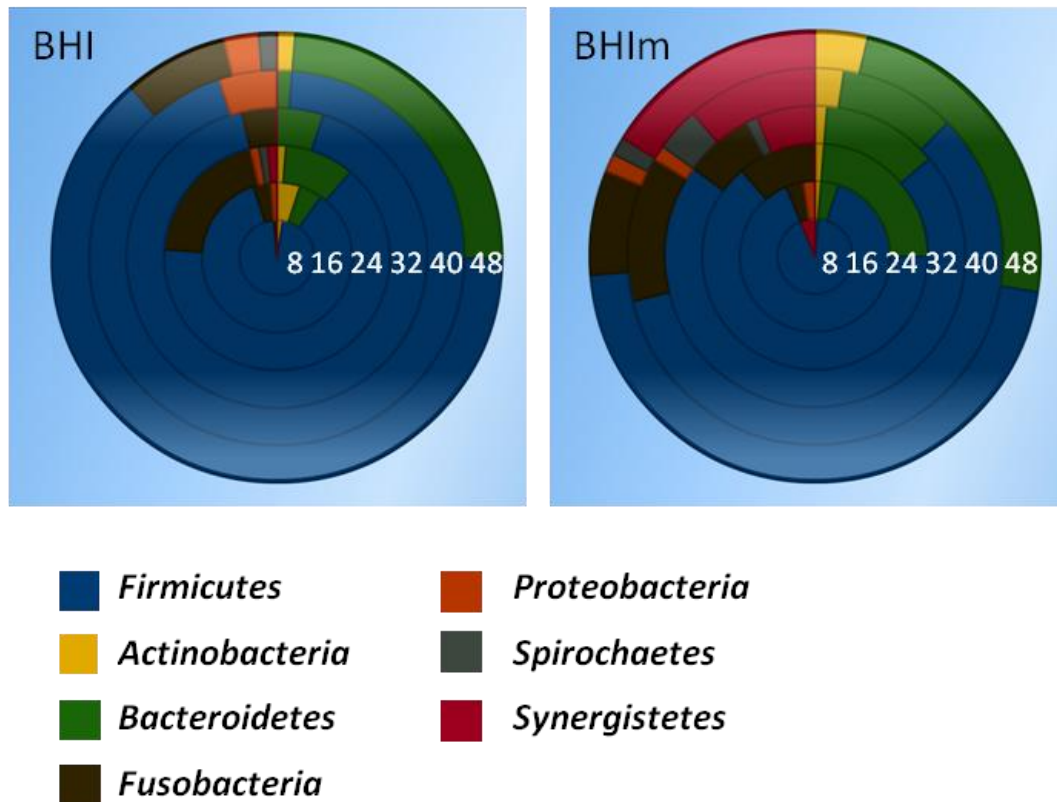 BHI
8 16 24 32 40 48
BHIm
8 16 24 32 40 48
Firmicutes
Actinobacteria
Bacteroidetes
Fusobacteria
Proteobacteria
Spirochaetes
Synergistetes